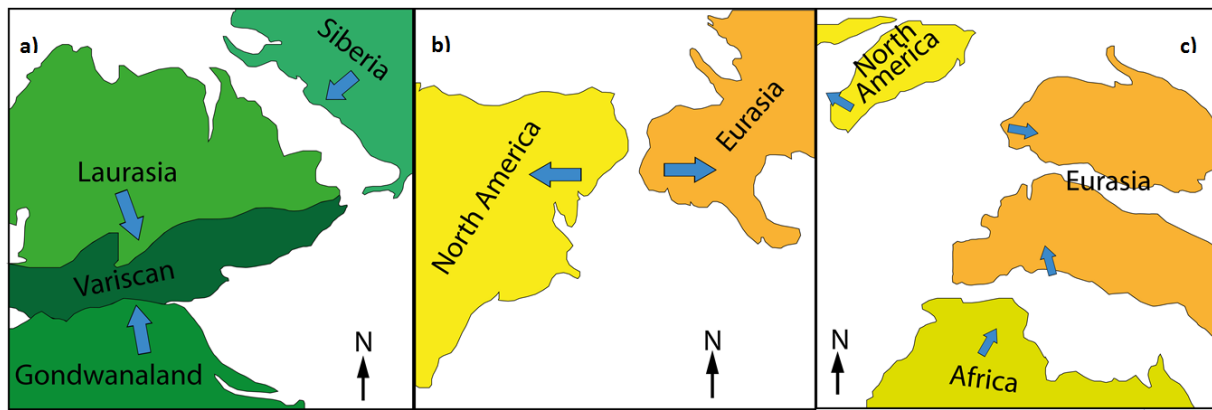 a)
Siberia
Laurasia
Variscan
Gondwanaland
N
b)
North America
Eurasia
N
c)
North
America
Eurasia
Africa
N